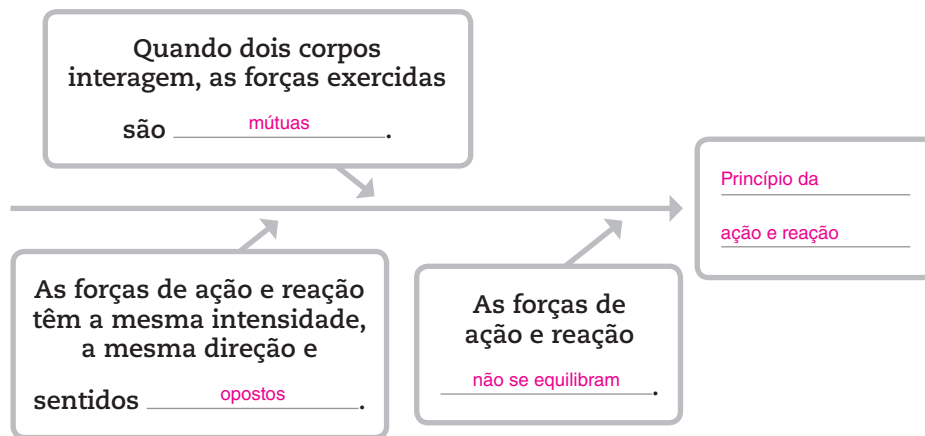 Quando dois corpos
interagem, as forças exercidas
são mútuas.
Princípio da
ação e reação
As forças de ação e reação
têm a mesma intensidade,
a mesma direção e
sentidos opostos.
As forças de
ação e reação
não se equilibram.